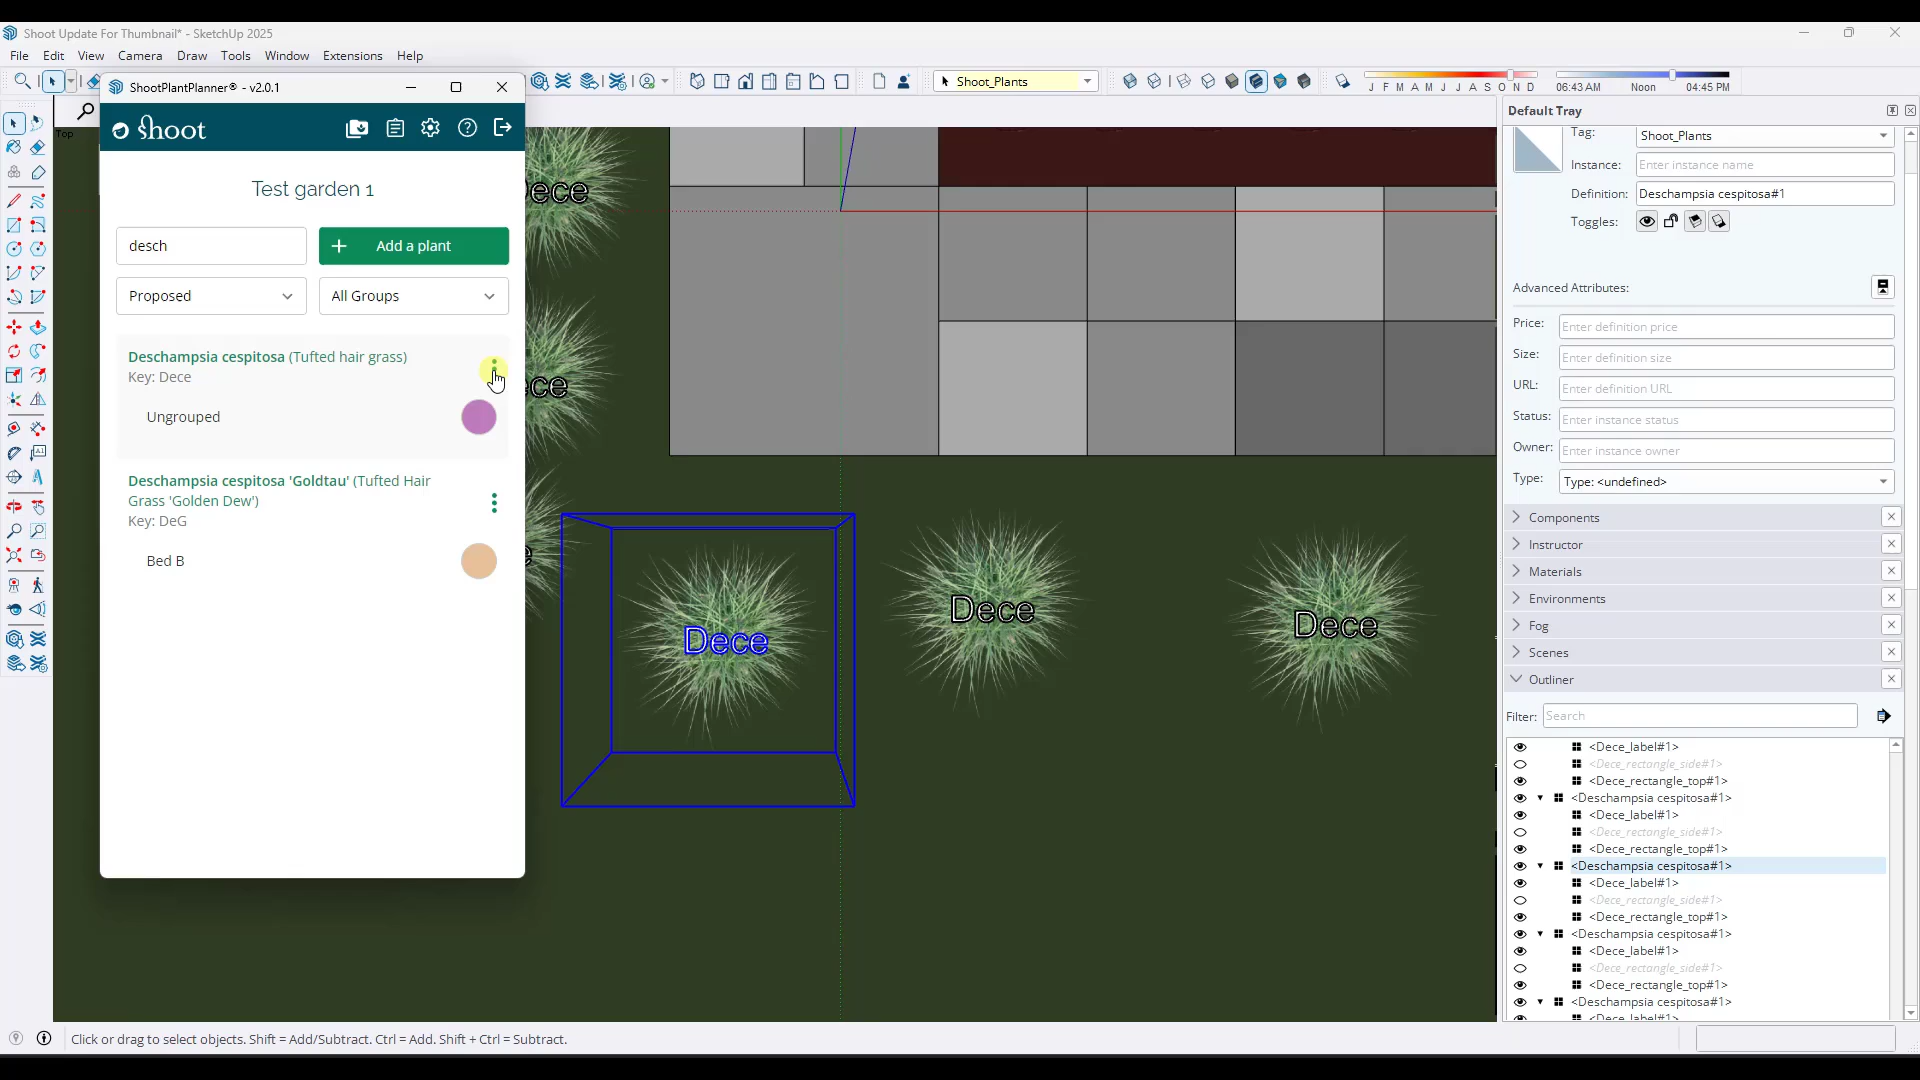 Shoot Update For Thumbnail* - SketchUp 2025
File Edit View Camera Draw Tools Window Extensions Help
ShootPlantPlanner® - v2.0.1
Shoot_Plants
J F M A M J J A S O N D
06:43 AM Noon 04:45 PM
Top
shoot
Test garden 1
desch
Add a plant
Proposed
All Groups
Deschampsia cespitosa (Tufted hair grass)
Key: Dece
Ungrouped
Deschampsia cespitosa 'Goldtau' (Tufted Hair
Grass 'Golden Dew')
Key: DeG
Bed B
Dece
Dece
Dece
Default Tray
Tag: Shoot_Plants
Instance: Enter instance name
Definition: Deschampsia cespitosa#1
Toggles:
Advanced Attributes:
Price: Enter definition price
Size: Enter definition size
URL: Enter definition URL
Status: Enter instance status
Owner: Enter instance owner
Type: Type: <undefined>
Components
Instructor
Materials
Environments
Fog
Scenes
Outliner
Filter: Search
<Dece_label#1>
<Dece_rectangle_side#1>
<Dece_rectangle_top#1>
<Deschampsia cespitosa#1>
<Dece_label#1>
<Dece_rectangle_side#1>
<Dece_rectangle_top#1>
<Deschampsia cespitosa#1>
<Dece_label#1>
<Dece_rectangle_side#1>
<Dece_rectangle_top#1>
<Deschampsia cespitosa#1>
<Dece_label#1>
<Dece_rectangle_side#1>
<Dece_rectangle_top#1>
<Deschampsia cespitosa#1>
<Dece_label#1>
Click or drag to select objects. Shift = Add/Subtract. Ctrl = Add. Shift + Ctrl = Subtract.